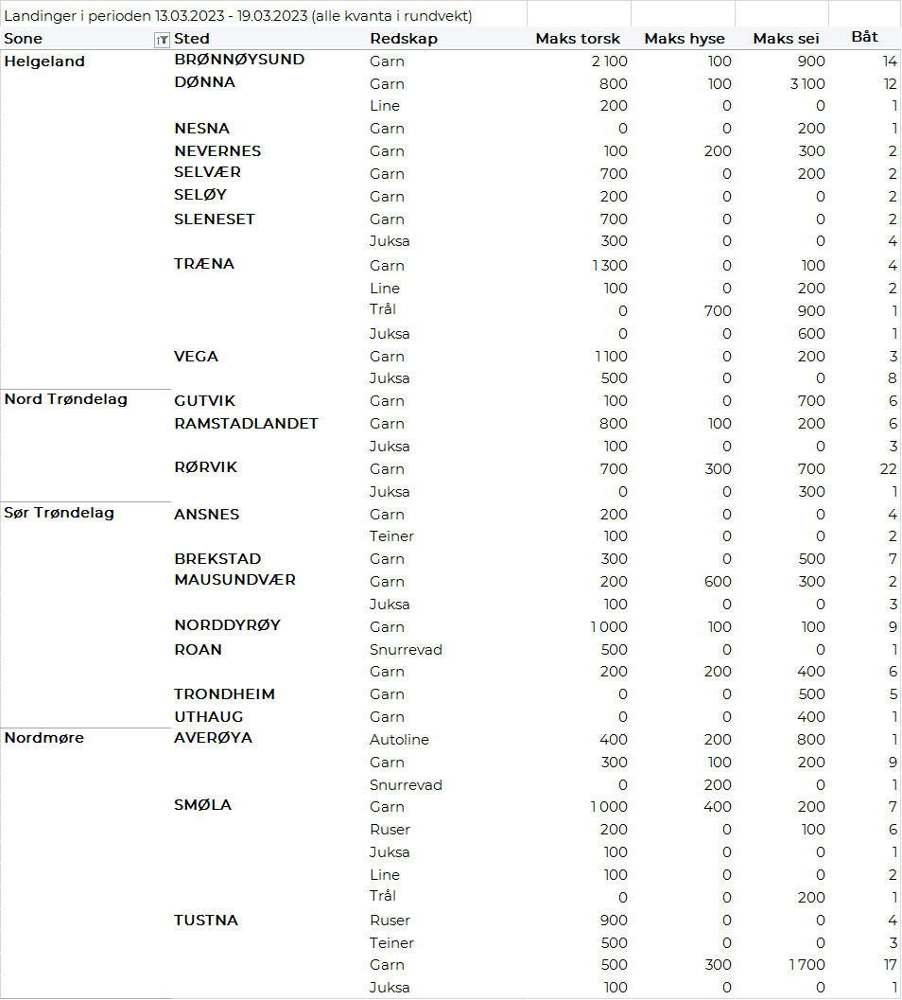 Landinger i perioden 13.03.2023 - 19.03.2023 (alle kvanta i rundvekt)
Sone Sted Redskap Maks torsk Maks hyse Maks sei Båt
Helgeland BRØNNØYSUND Garn 2 100 100 900 14
DØNNA Garn 800 100 3 100 12
Line 200 0 0 1
NESNA Garn 0 0 200 1
NEVERNES Garn 100 200 300 2
SELVÆR Garn 700 0 200 2
SELØY Garn 200 0 0 2
SLENESET Garn 700 0 0 2
Juksa 300 0 0 4
TRÆNA Garn 1 300 0 100 4
Line 100 0 200 2
Trål 0 700 900 1
Juksa 0 0 600 1
VEGA Garn 1 100 0 200 3
Juksa 500 0 0 8
Nord Trøndelag GUTVIK Garn 100 0 700 6
RAMSTADLANDET Garn 800 100 200 6
Juksa 100 0 0 3
RØRVIK Garn 700 300 700 22
Juksa 0 0 300 1
Sør Trøndelag ANSNES Garn 200 0 0 4
Teiner 100 0 0 2
BREKSTAD Garn 300 0 500 7
MAUSUNDVÆR Garn 200 600 300 2
Juksa 100 0 0 3
NORDDYRØY Garn 1 000 100 100 9
ROAN Snurrevad 500 0 0 1
Garn 200 200 400 6
TRONDHEIM Garn 0 0 500 5
UTHAUG Garn 0 0 400 1
Nordmøre AVERØYA Autoline 400 200 800 1
Garn 300 100 200 9
Snurrevad 0 200 0 1
SMØLA Garn 1 000 400 200 7
Ruser 200 0 100 6
Juksa 100 0 0 1
Line 100 0 0 2
Trål 0 0 200 1
TUSTNA Ruser 900 0 0 4
Teiner 500 0 0 3
Garn 500 300 1 700 17
Juksa 100 0 0 1